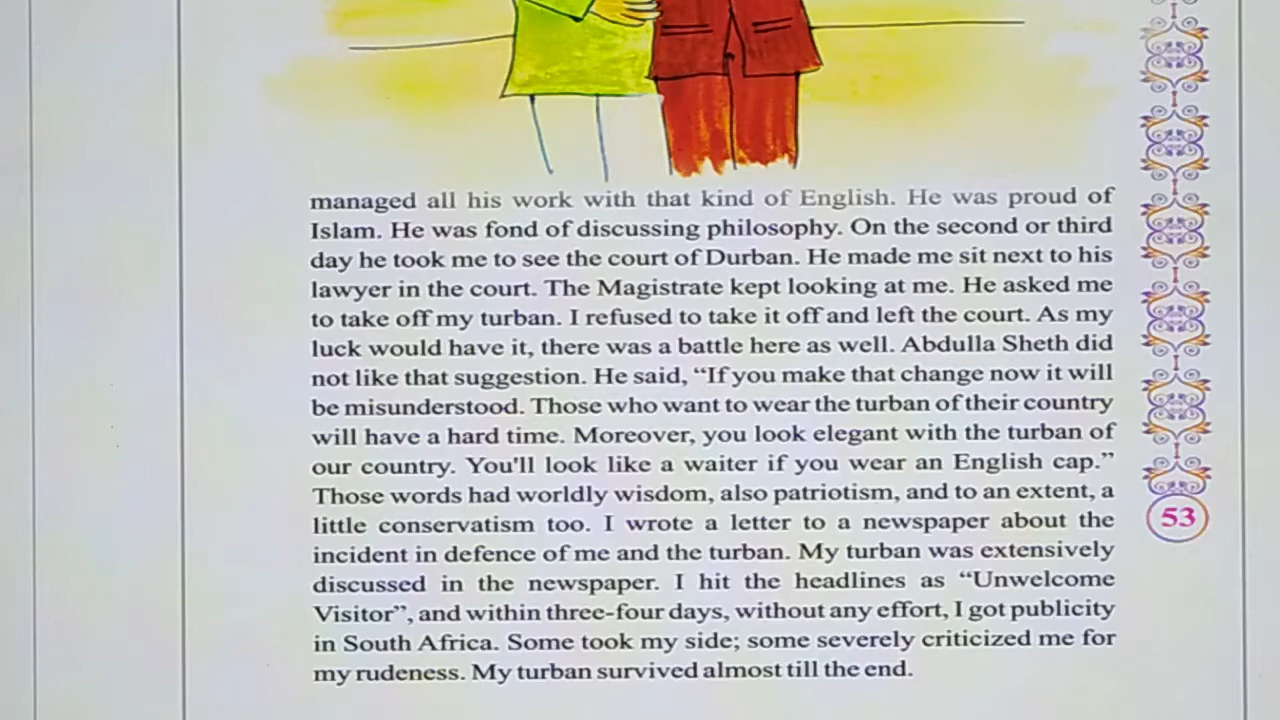 managed all his work with that kind of English. He was proud of
Islam. He was fond of discussing philosophy. On the second or third
day he took me to see the court of Durban. He made me sit next to his
lawyer in the court. The Magistrate kept looking at me. He asked me
to take off my turban. I refused to take it off and left the court. As my
luck would have it, there was a battle here as well. Abdulla Sheth did
not like that suggestion. He said, “If you make that change now it will
be misunderstood. Those who want to wear the turban of their country
will have a hard time. Moreover, you look elegant with the turban of
our country. You'll look like a waiter if you wear an English cap.”
Those words had worldly wisdom, also patriotism, and to an extent, a
little conservatism too. I wrote a letter to a newspaper about the
incident in defence of me and the turban. My turban was extensively
discussed in the newspaper. I hit the headlines as “Unwelcome
Visitor”, and within three-four days, without any effort, I got publicity
in South Africa. Some took my side; some severely criticized me for
my rudeness. My turban survived almost till the end.
53